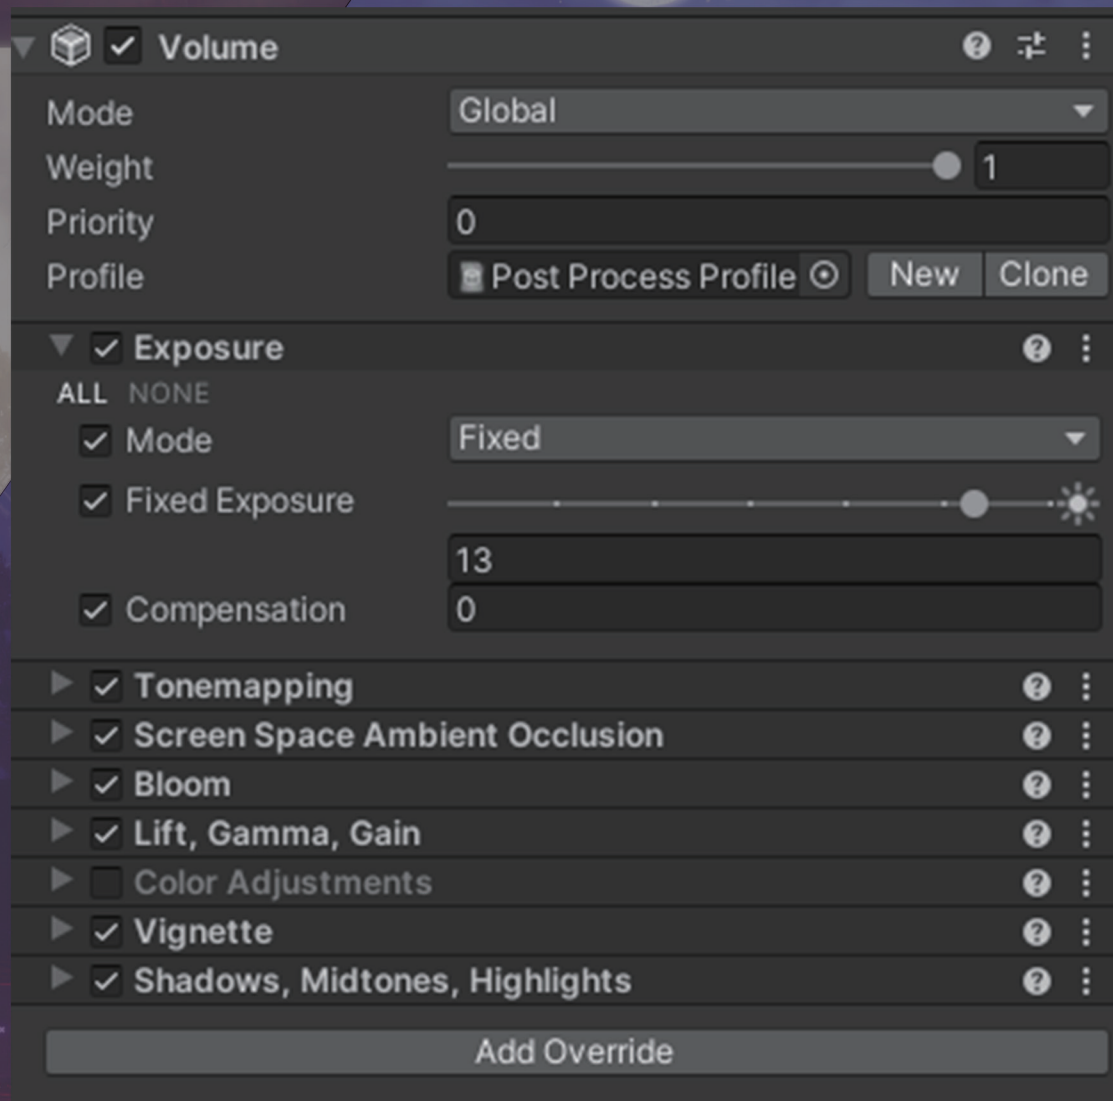 Volume
Mode Global
Weight 1
Priority 0
Profile Post Process Profile New Clone
Exposure
ALL NONE
Mode Fixed
Fixed Exposure
13
Compensation 0
Tonemapping
Screen Space Ambient Occlusion
Bloom
Lift, Gamma, Gain
Color Adjustments
Vignette
Shadows, Midtones, Highlights
Add Override